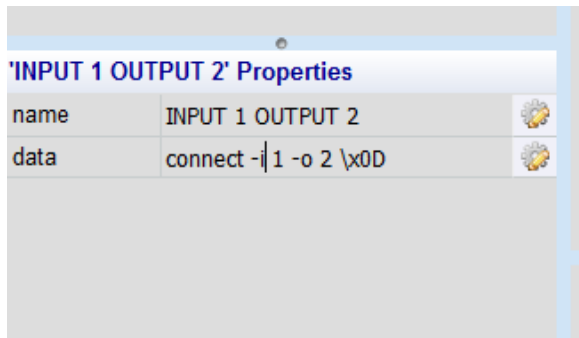 'INPUT 1 OUTPUT 2' Properties
name INPUT 1 OUTPUT 2
data connect -i 1 -o 2 \x0D